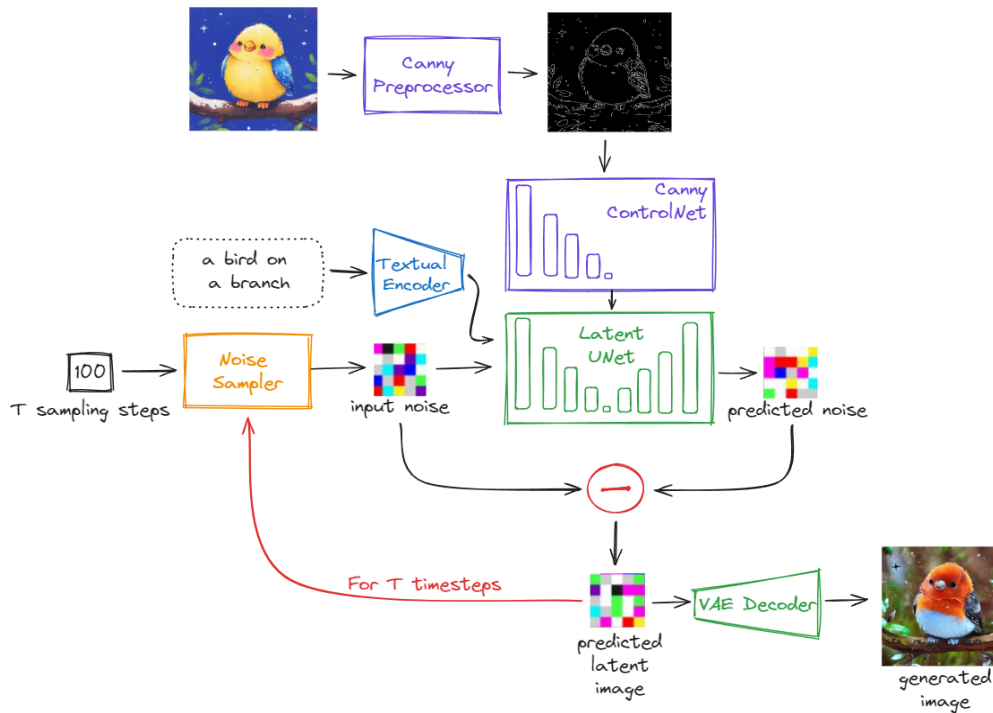 Canny
Preprocessor
Canny
ControlNet
a bird on
a branch
Textual
Encoder
Latent
UNet
100
T sampling steps
Noise
Sampler
input noise
predicted noise
For T timesteps
predicted
latent
image
VAE Decoder
generated
image